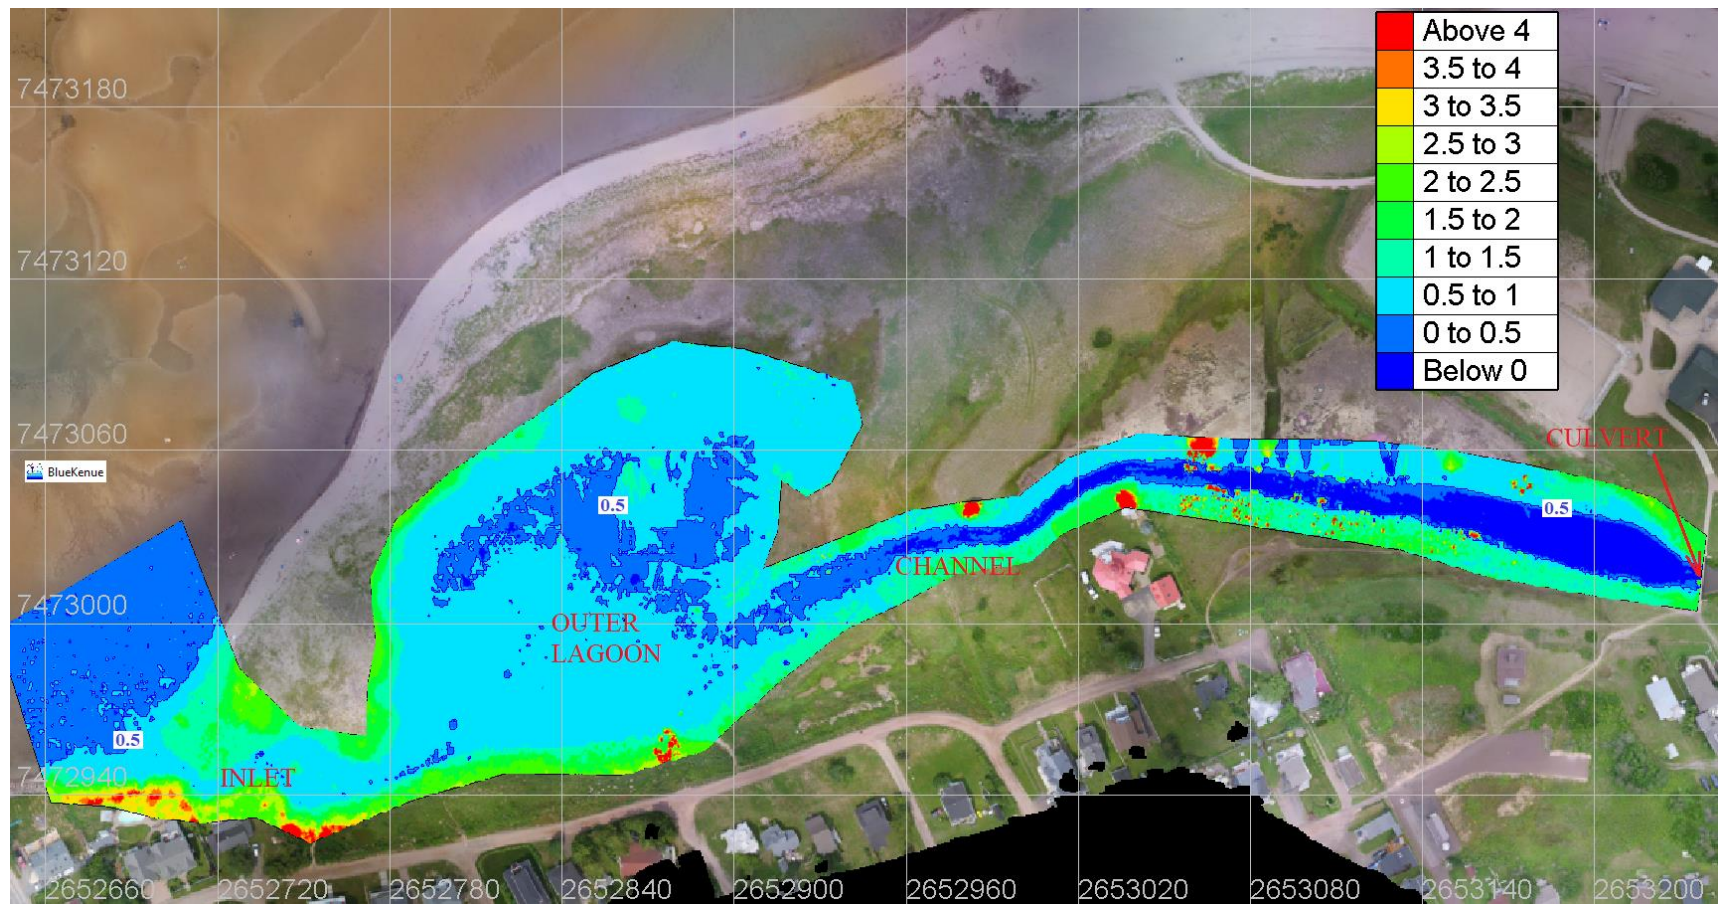 Above 4
3.5 to 4
3 to 3.5
2.5 to 3
2 to 2.5
1.5 to 2
1 to 1.5
0.5 to 1
0 to 0.5
Below 0
7473180
7473120
7473060
CULVERT
BlueKenue
0.5
0.5
CHANNEL
7473000
OUTER
LAGOON
0.5
INLET
7472940
2652660
2652720
2652780
2652840
2652900
2652960
2653020
2653080
2653140
2653200